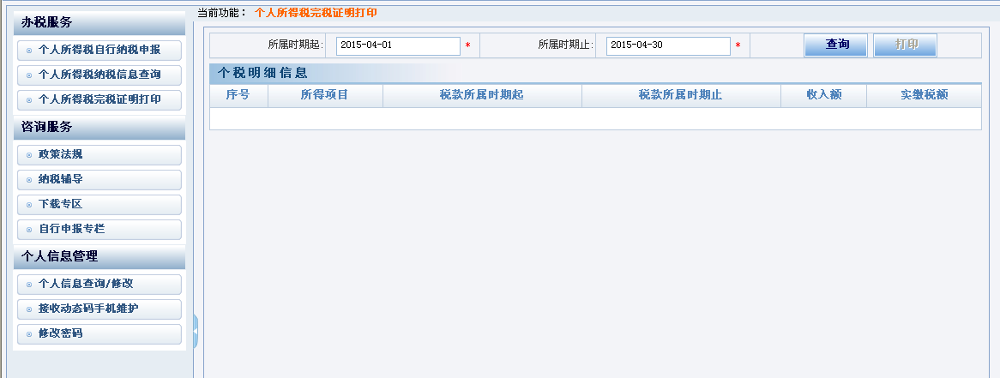 办税服务
个人所得税自行纳税申报
个人所得税纳税信息查询
个人所得税完税证明打印
咨询服务
政策法规
纳税辅导
下载专区
自行申报专栏
个人信息管理
个人信息查询/修改
接收动态码手机维护
修改密码
当前功能： 个人所得税完税证明打印
所属时期起: 2015-04-01 * 所属时期止: 2015-04-30 * 查询 打印
个税明细信息
序号 所得项目 税款所属时期起 税款所属时期止 收入额 实缴税额